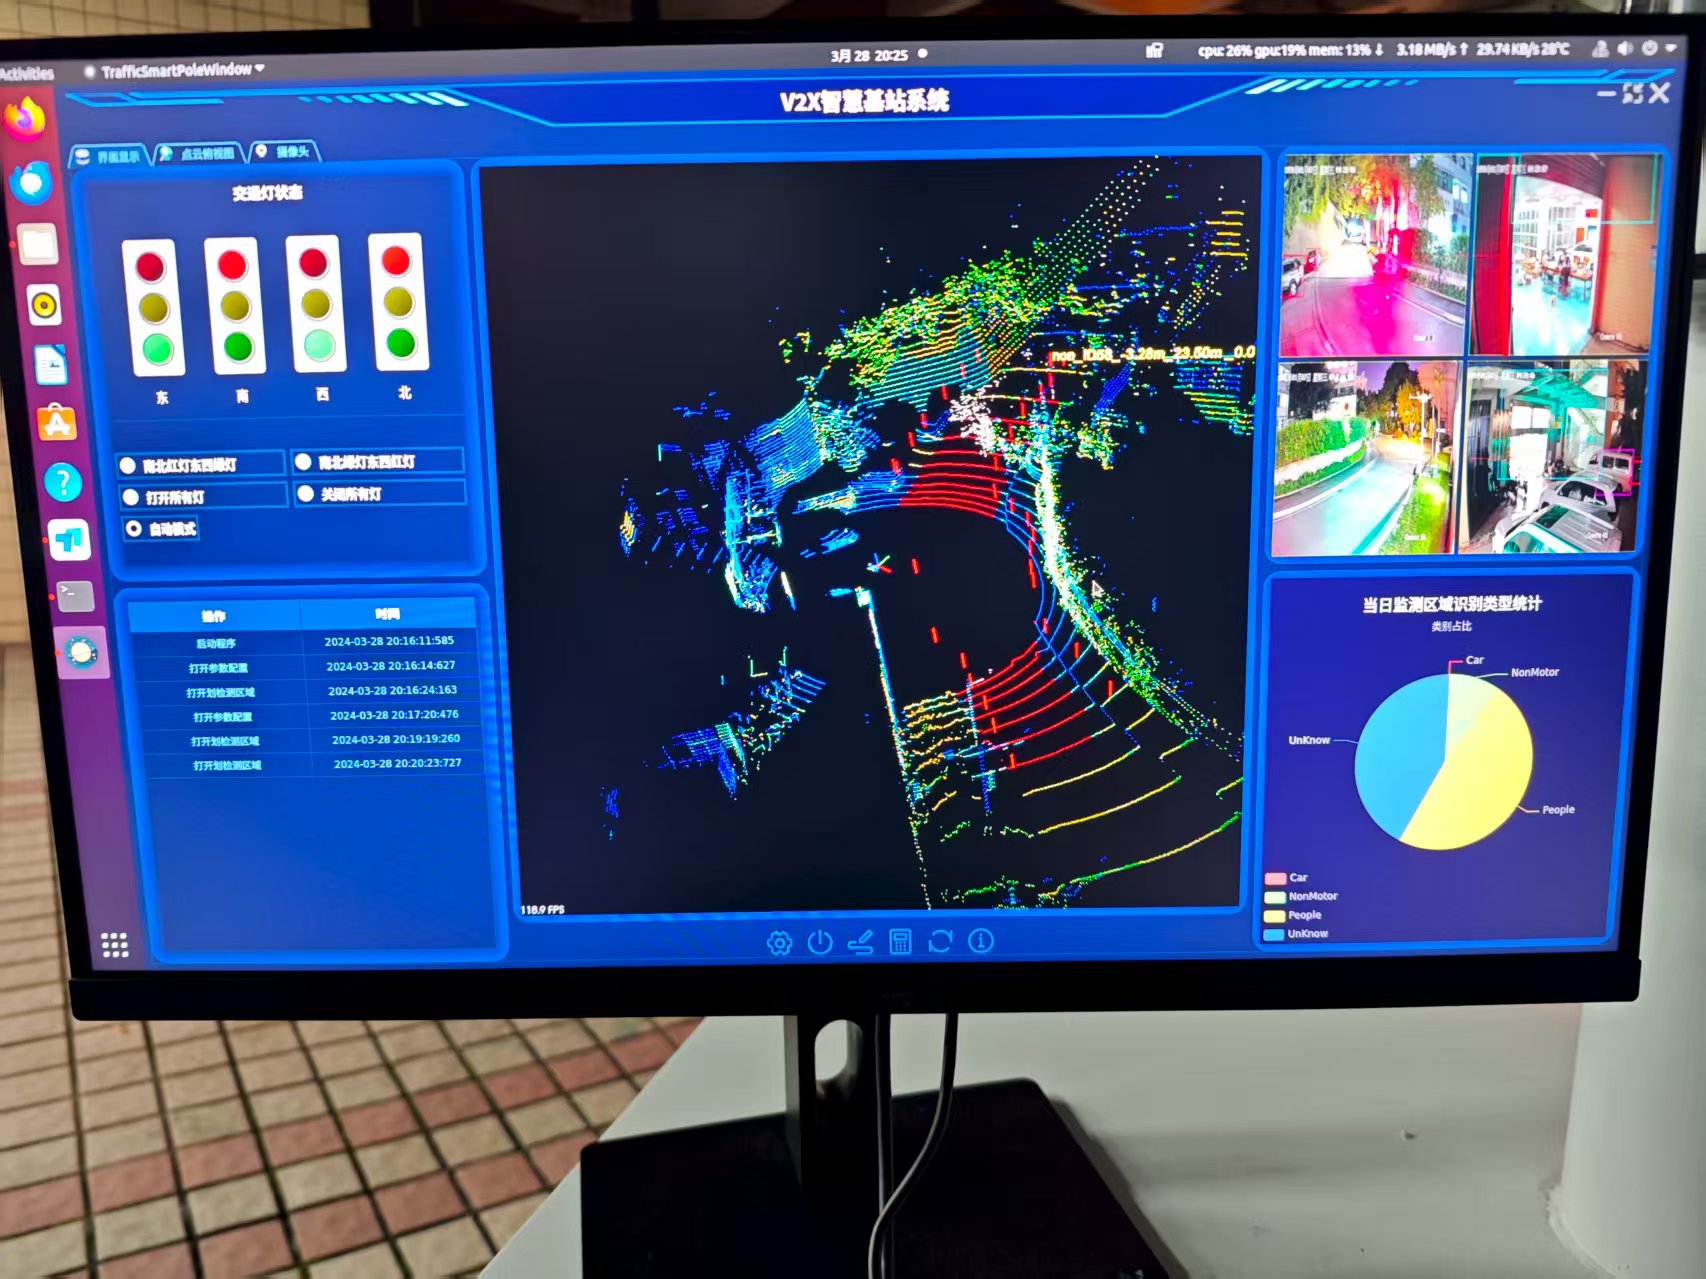 Activities
TrafficSmartPoleWindow
3月 28 20:25
cpu: 26% gpu:19% mem: 13% ↓ 3.18 MB/s ↑ 29.74 KB/s 28°C
V2X智慧基站系统
界面显示
点云俯视图
摄像头
交通灯状态
东
南
西
北
南北红灯东西绿灯
南北绿灯东西红灯
打开所有灯
关闭所有灯
自动模式
操作 时间
启动程序 2024-03-28 20:16:11:585
打开参数配置 2024-03-28 20:16:14:627
打开划检测区域 2024-03-28 20:16:24:163
打开参数配置 2024-03-28 20:17:20:476
打开划检测区域 2024-03-28 20:19:19:260
打开划检测区域 2024-03-28 20:20:23:727
non_ID58_-3.28m_23.50m_0.0
118.9 FPS
当日监测区域识别类型统计
类别占比
Car
NonMotor
UnKnow
People
Car
NonMotor
People
UnKnow